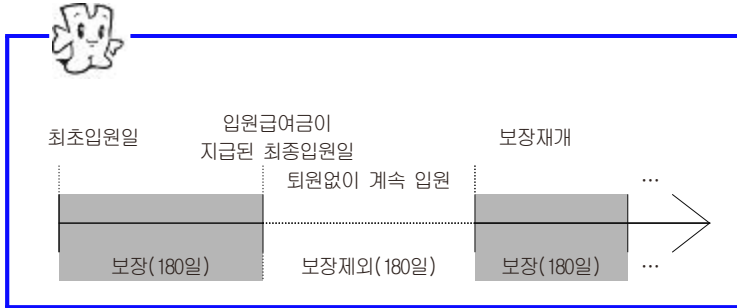 최초입원일
입원급여금이
지급된 최종입원일
보장재개
퇴원없이 계속 입원
…
보장(180일)
보장제외(180일)
보장(180일)
…